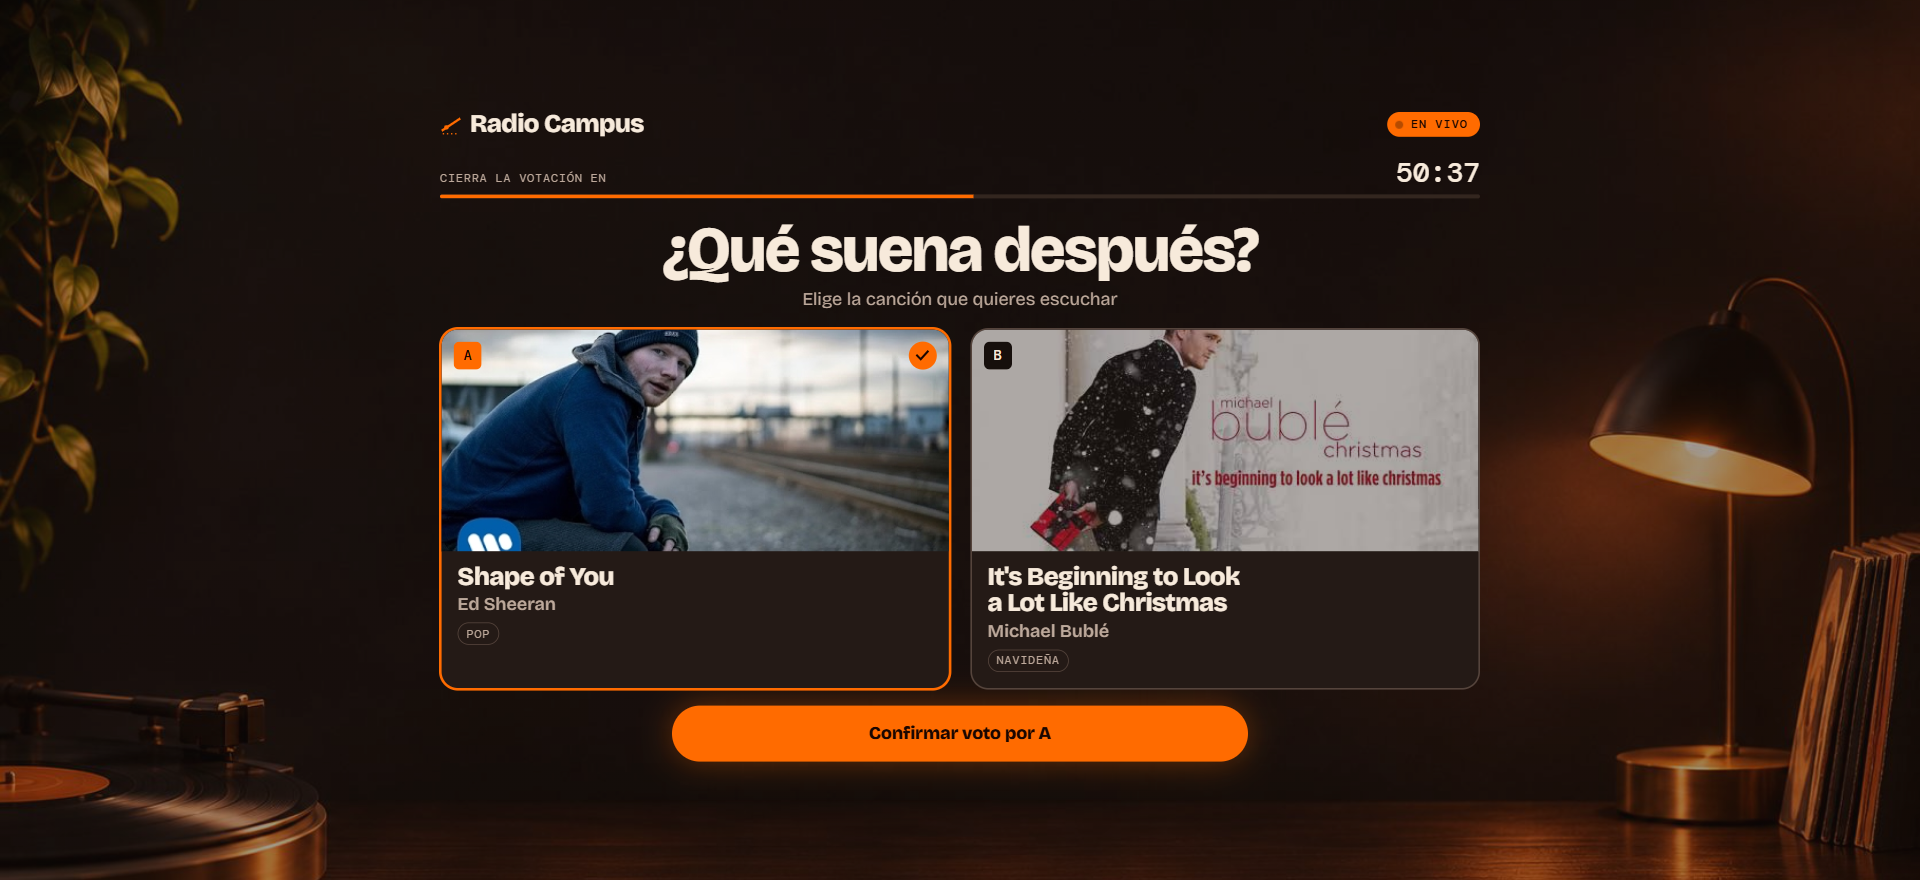 Radio Campus
EN VIVO
CIERRA LA VOTACIÓN EN
50:37
¿Qué suena después?
Elige la canción que quieres escuchar
A
B
michael
bublé
christmas
it's beginning to look a lot like christmas
Shape of You
Ed Sheeran
POP
It's Beginning to Look
a Lot Like Christmas
Michael Bublé
NAVIDEÑA
Confirmar voto por A